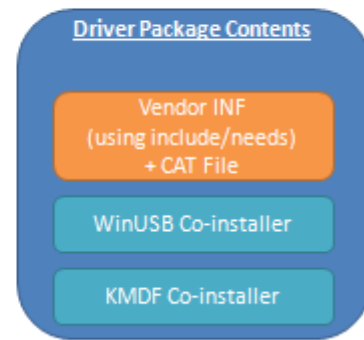 Driver Package Contents
Vendor INF
(using include/needs)
+ CAT File
WinUSB Co-installer
KMDF Co-installer